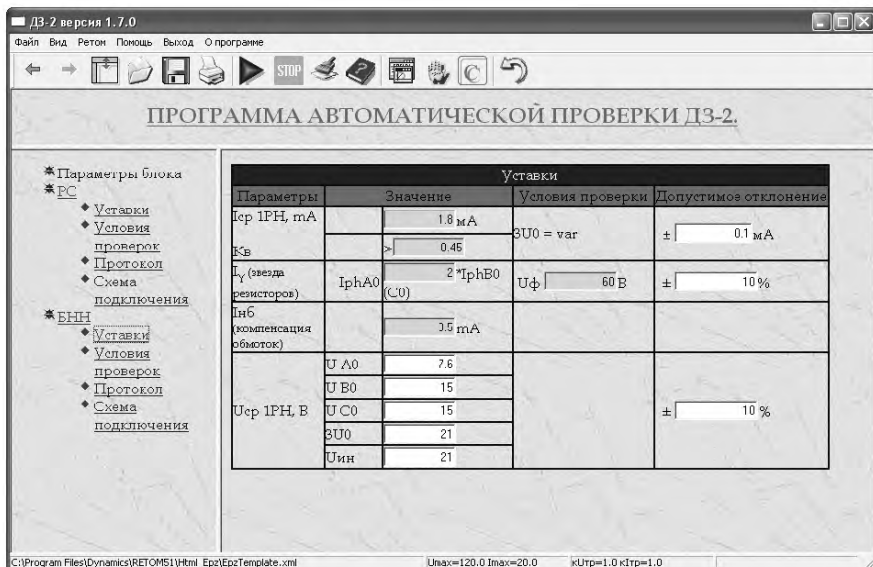 ДЗ-2 версия 1.7.0
Файл Вид Ретом Помощь Выход О программе
STOP
ПРОГРАММА АВТОМАТИЧЕСКОЙ ПРОВЕРКИ ДЗ-2.
Параметры блока
РС
Уставки
Условия
проверок
Протокол
Схема
подключения
БНН
Уставки
Условия
проверок
Протокол
Схема
подключения
Уставки
Параметры Значение Условия проверки Допустимое отклонение
Iср 1РН, mA 1.8 мА 3U0 = var ± 0.1 мА
Кв > 0.45
IY (звезда резисторов) IphA0 2 *IphB0 (C0) Uф 60 В ± 10 %
Iнб (компенсация обмоток) 0.5 mA
Uср 1РН, В ± 10 %
U A0 7.6
U B0 15
U C0 15
3U0 21
Uин 21
C:\Program Files\Dynamics\RETOM51\Html_Epz\EpzTemplate.xml Umax=120.0 Imax=20.0 кUтр=1.0 кIтр=1.0